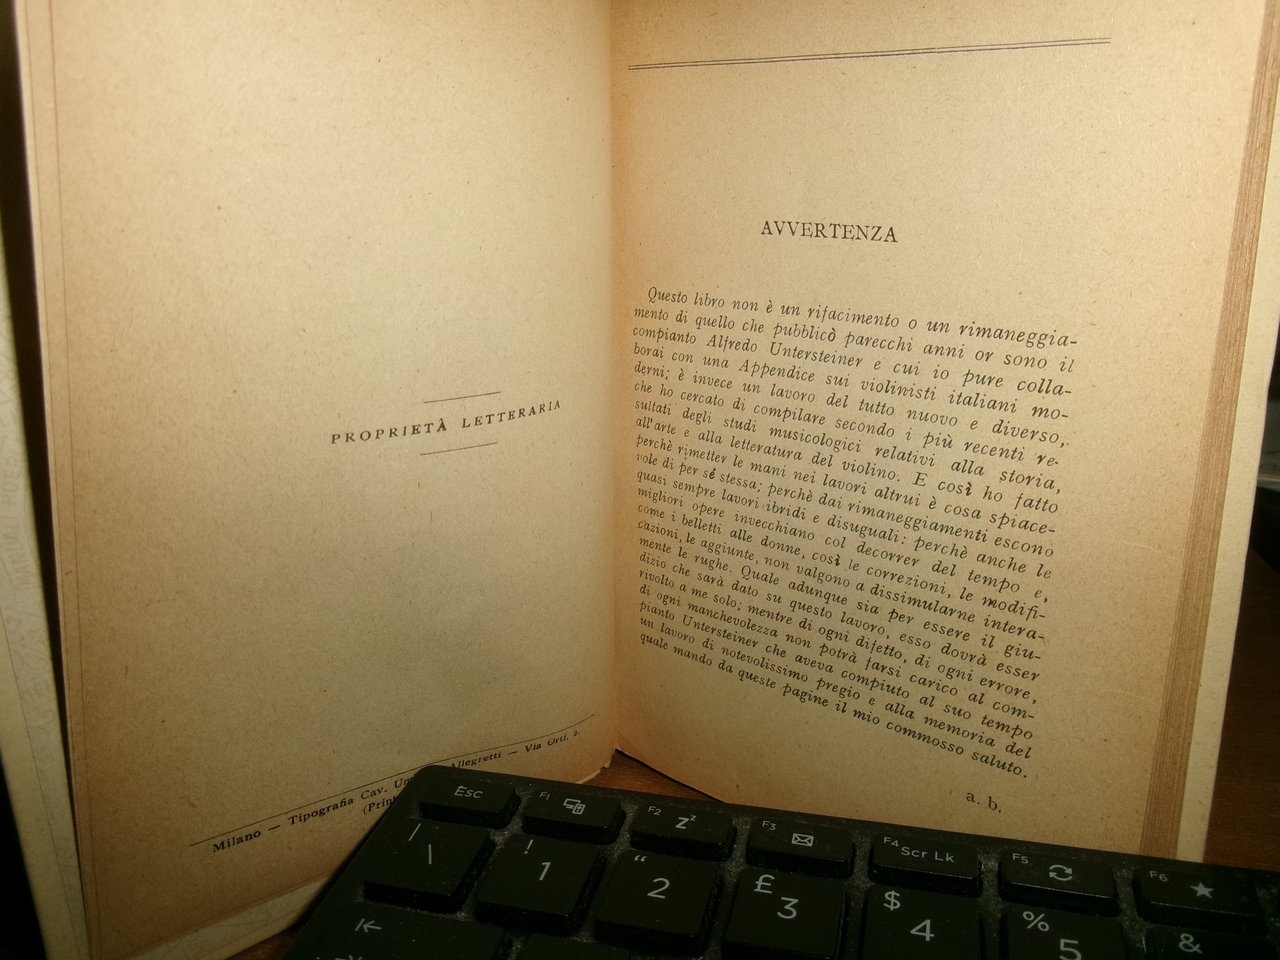 PROPRIETÀ LETTERARIA
Milano — Tipografia Cav. Allegretti — Via Orti, 2.
AVVERTENZA
Questo libro non è un rifacimento o un rimaneggia-
mento di quello che pubblicò parecchi anni or sono il
compianto Alfredo Untersteiner e cui io pure colla-
borai con una Appendice sui violinisti italiani mo-
derni; è invece un lavoro del tutto nuovo e diverso,
che ho cercato di compilare secondo i più recenti re-
sultati degli studi musicologici relativi alla storia,
all'arte e alla letteratura del violino. E così ho fatto
perchè rimetter le mani nei lavori altrui è cosa spiace-
vole di per sé stessa; perchè dai rimaneggiamenti escono
quasi sempre lavori ibridi e disuguali: perchè anche le
migliori opere invecchiano col decorrer del tempo e,
come i belletti alle donne, così le correzioni, le modifi-
cazioni, le aggiunte, non valgono a dissimularne intera-
mente le rughe. Quale adunque sia per essere il giu-
dizio che sarà dato su questo lavoro, esso dovrà esser
rivolto a me solo; mentre di ogni difetto, di ogni errore,
di ogni manchevolezza non potrà farsi carico al com-
pianto Untersteiner che aveva compiuto al suo tempo
un lavoro di notevolissimo pregio e alla memoria del
quale mando da queste pagine il mio commosso saluto.
a. b.
Esc
F1
F2 Zz
F3
F4 Scr Lk
F5
F6
| \
! 1
“ 2
£ 3
$ 4
% 5
&